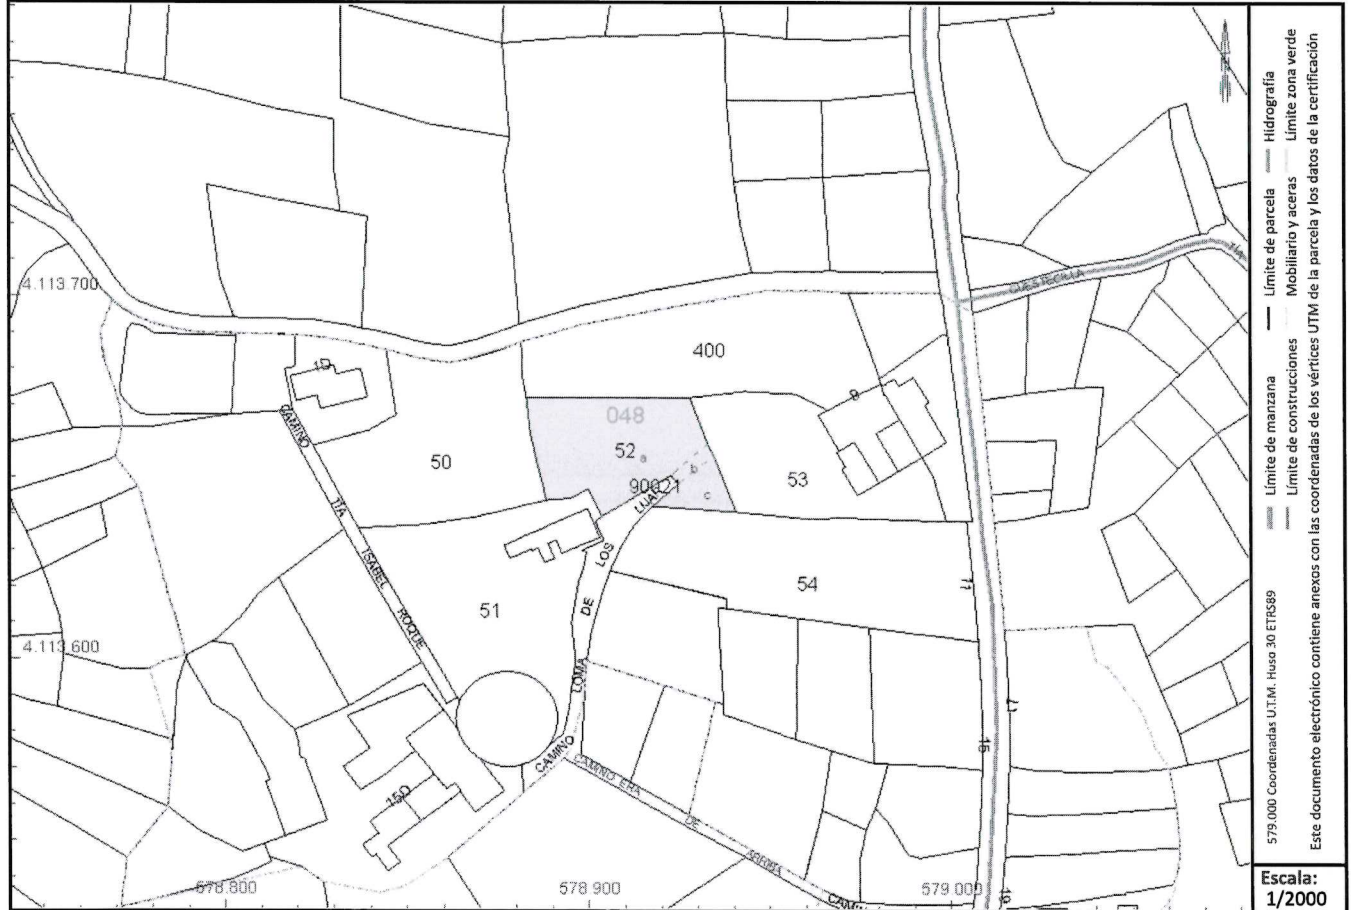 4.113.700
400
CUESTECILLA
19
CAMINO
TIA
ISABEL
ROQUE
048
52
a
b
c
50
53
51
54
DE
LOS
LOMA
CAMINO
4.113.600
11
16
CAMINO ERA
DE
ARRIBA
578.800
578.900
579.000
Límite de manzana
Límite de parcela
Hidrografía
Límite de construcciones
Mobiliario y aceras
Límite zona verde
579.000 Coordenadas U.T.M. Huso 30 ETRS89
Este documento electrónico contiene anexos con las coordenadas de los vértices UTM de la parcela y los datos de la certificación
Escala:
1/2000